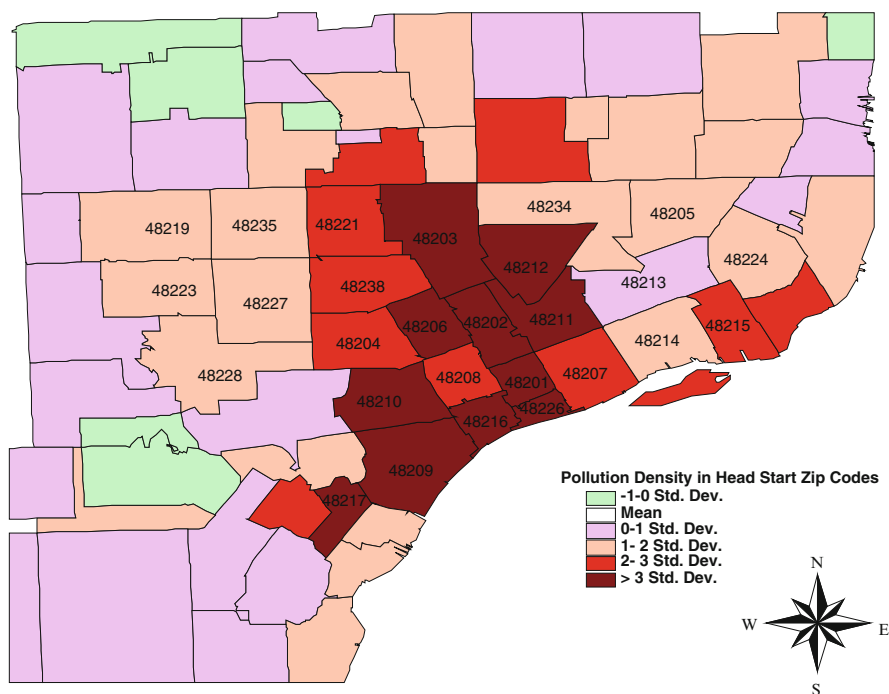 48234
48205
48219
48235
48221
48203
48212
48224
48213
48223
48227
48238
48206
48202
48211
48215
48204
48214
48228
48208
48201
48207
48210
48216
48226
48209
48217
Pollution Density in Head Start Zip Codes
-1-0 Std. Dev.
Mean
0-1 Std. Dev.
1- 2 Std. Dev.
2- 3 Std. Dev.
> 3 Std. Dev.
N
W
E
S